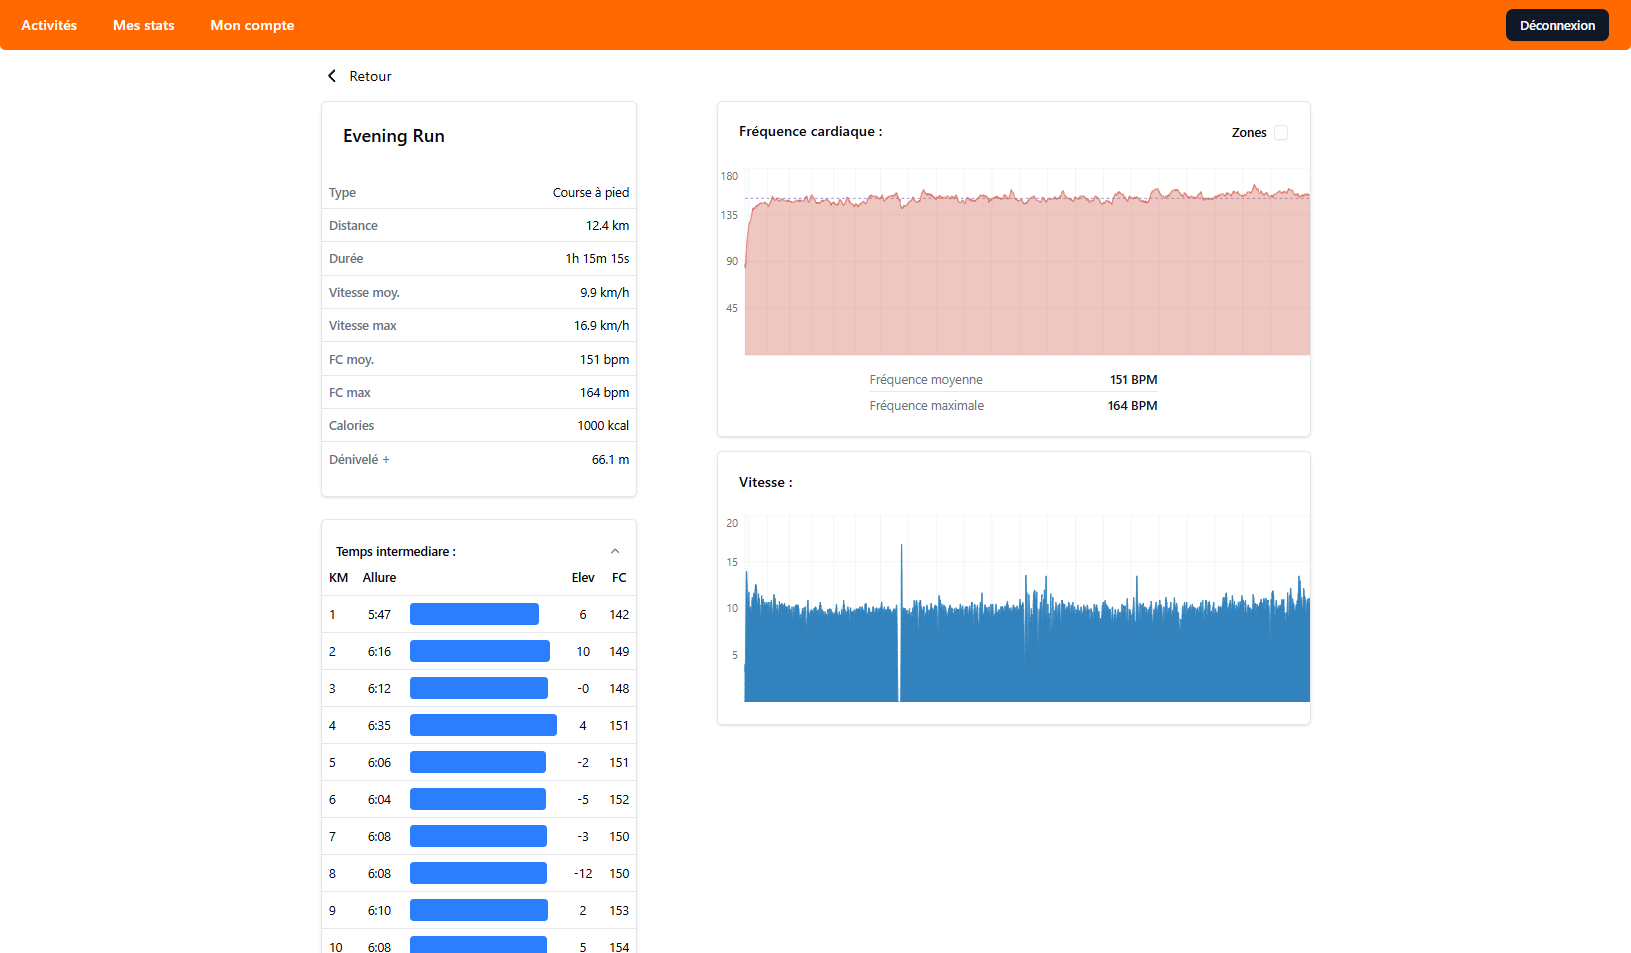 Activités Mes stats Mon compte Déconnexion
Retour
Evening Run
Type Course à pied
Distance 12.4 km
Durée 1h 15m 15s
Vitesse moy. 9.9 km/h
Vitesse max 16.9 km/h
FC moy. 151 bpm
FC max 164 bpm
Calories 1000 kcal
Dénivelé + 66.1 m
Temps intermediare :
KM Allure Elev FC
1 5:47 6 142
2 6:16 10 149
3 6:12 -0 148
4 6:35 4 151
5 6:06 -2 151
6 6:04 -5 152
7 6:08 -3 150
8 6:08 -12 150
9 6:10 2 153
10 6:08 5 154
Fréquence cardiaque : Zones
180
135
90
45
Fréquence moyenne 151 BPM
Fréquence maximale 164 BPM
Vitesse :
20
15
10
5